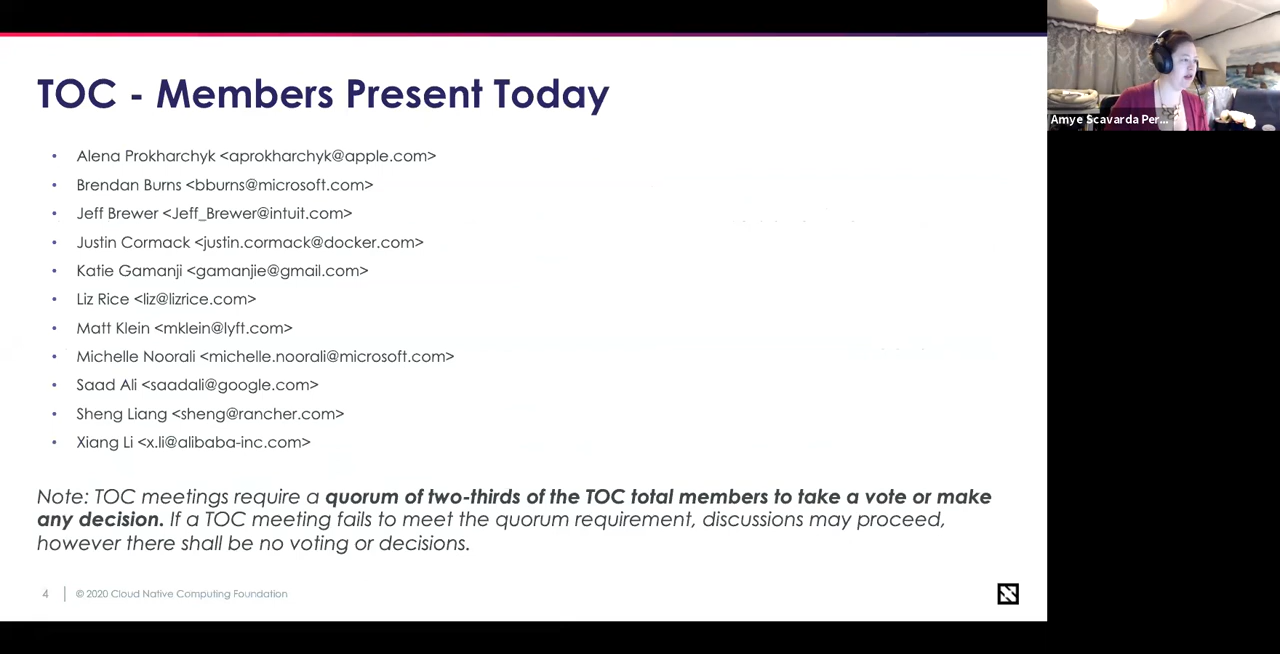 TOC - Members Present Today
Amye Scavarda Per...
• Alena Prokharchyk <aprokharchyk@apple.com>
• Brendan Burns <bburns@microsoft.com>
• Jeff Brewer <Jeff_Brewer@intuit.com>
• Justin Cormack <justin.cormack@docker.com>
• Katie Gamanji <gamanjie@gmail.com>
• Liz Rice <liz@lizrice.com>
• Matt Klein <mklein@lyft.com>
• Michelle Noorali <michelle.noorali@microsoft.com>
• Saad Ali <saadali@google.com>
• Sheng Liang <sheng@rancher.com>
• Xiang Li <x.li@alibaba-inc.com>
Note: TOC meetings require a quorum of two-thirds of the TOC total members to take a vote or make
any decision. If a TOC meeting fails to meet the quorum requirement, discussions may proceed,
however there shall be no voting or decisions.
4 | © 2020 Cloud Native Computing Foundation